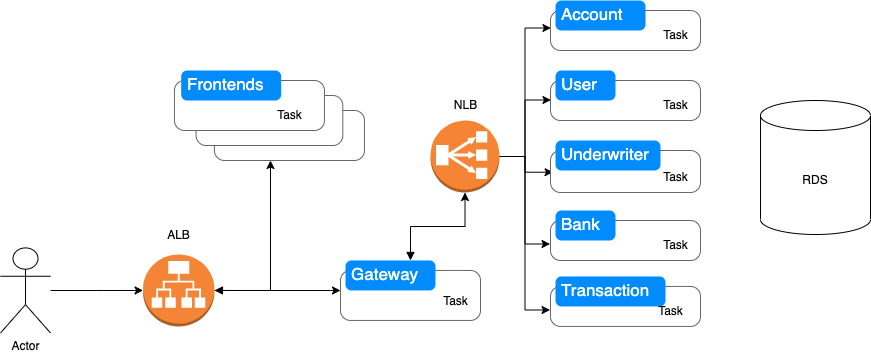 Account
Task
Frontends
Task
NLB
User
Task
Underwriter
Task
RDS
ALB
Bank
Task
Gateway
Task
Transaction
Task
Actor